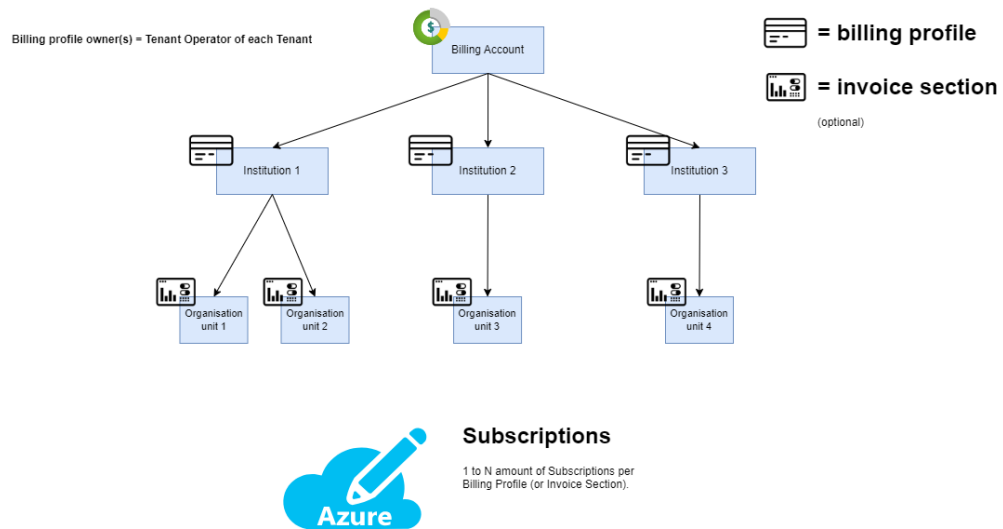 Billing profile owner(s) = Tenant Operator of each Tenant
$
Billing Account
= billing profile
= invoice section
(optional)
Institution 1
Institution 2
Institution 3
Organisation
unit 1
Organisation
unit 2
Organisation
unit 3
Organisation
unit 4
Subscriptions
1 to N amount of Subscriptions per
Billing Profile (or Invoice Section).
Azure